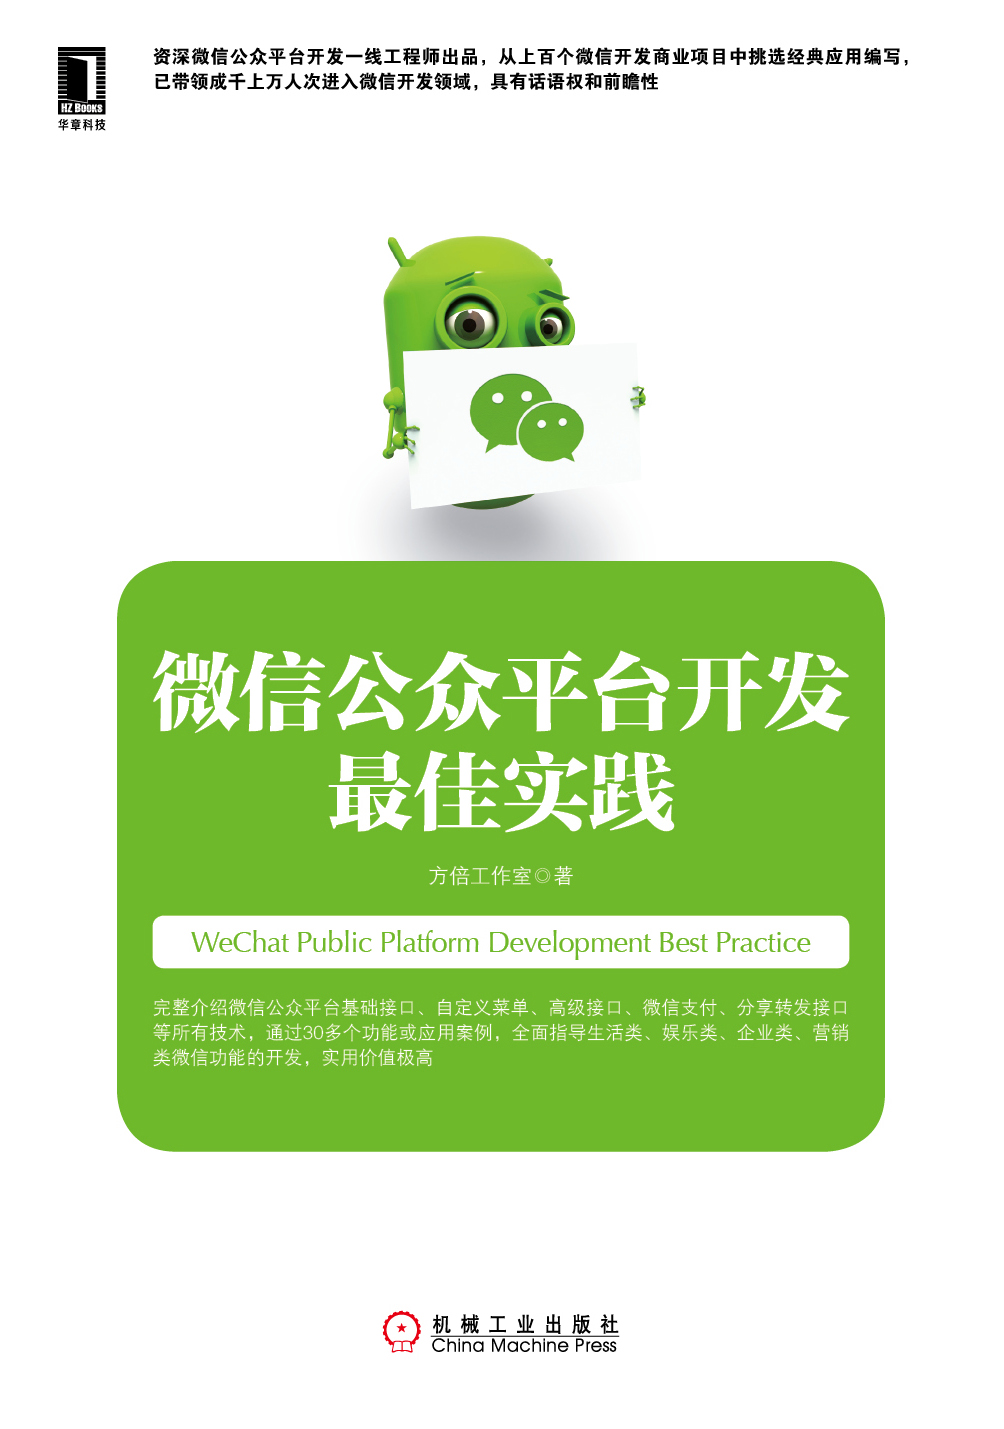 资深微信公众平台开发一线工程师出品，从上百个微信开发商业项目中挑选经典应用编写，
已带领成千上万人次进入微信开发领域，具有话语权和前瞻性
HZ BOOKS
华章科技
微信公众平台开发
最佳实践
方倍工作室◎著
WeChat Public Platform Development Best Practice
完整介绍微信公众平台基础接口、自定义菜单、高级接口、微信支付、分享转发接口
等所有技术，通过30多个功能或应用案例，全面指导生活类、娱乐类、企业类、营销
类微信功能的开发，实用价值极高
机械工业出版社
China Machine Press